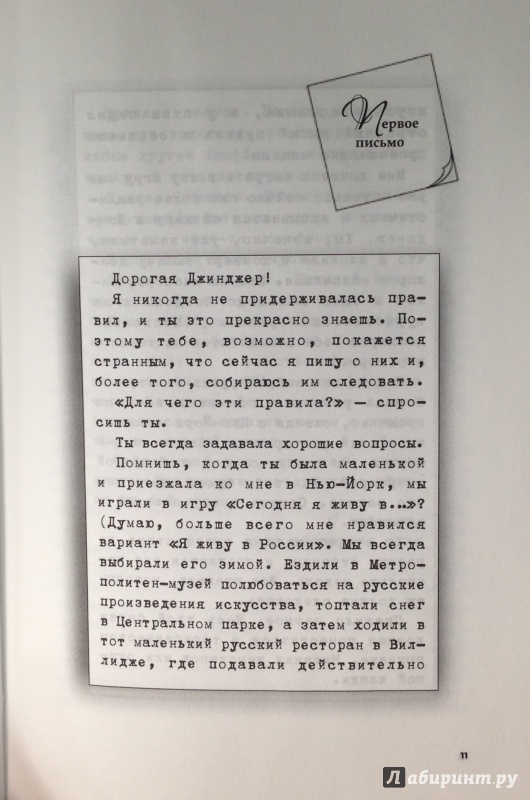 Первое
письмо
Дорогая Джинджер!
Я никогда не придерживалась пра-
вил, и ты это прекрасно знаешь. По-
этому тебе, возможно, покажется
странным, что сейчас я пишу о них и,
более того, собираюсь им следовать.
«Для чего эти правила?» — спро-
сишь ты.
Ты всегда задавала хорошие вопросы.
Помнишь, когда ты была маленькой
и приезжала ко мне в Нью-Йорк, мы
играли в игру «Сегодня я живу в...»?
(Думаю, больше всего мне нравился
вариант «Я живу в России». Мы всегда
выбирали его зимой. Ездили в Метро-
политен-музей полюбоваться на русские
произведения искусства, топтали снег
в Центральном парке, а затем ходили в
тот маленький русский ресторан в Вил-
лидже, где подавали действительно
11
Лабиринт.ру